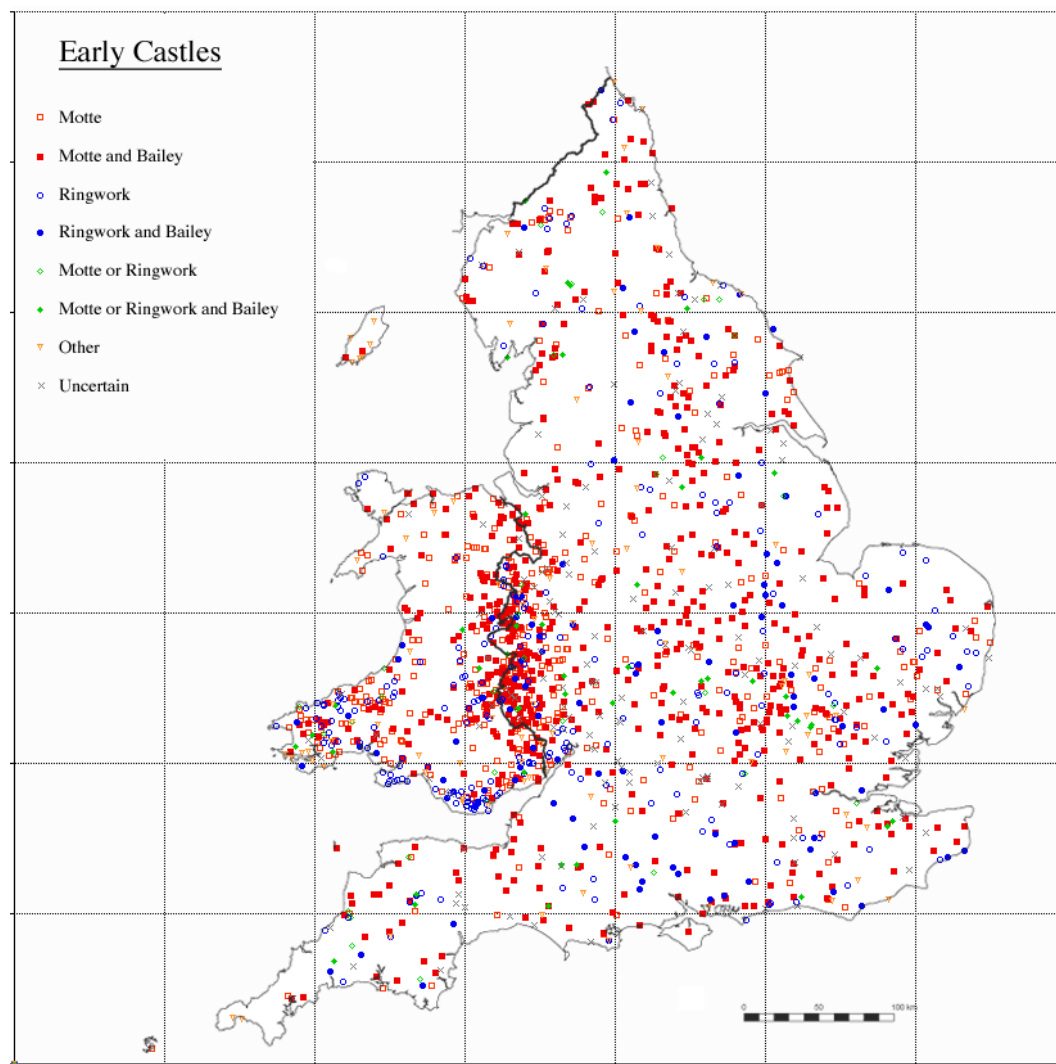 Early Castles
Motte
Motte and Bailey
Ringwork
Ringwork and Bailey
Motte or Ringwork
Motte or Ringwork and Bailey
Other
Uncertain
0 50 100 km